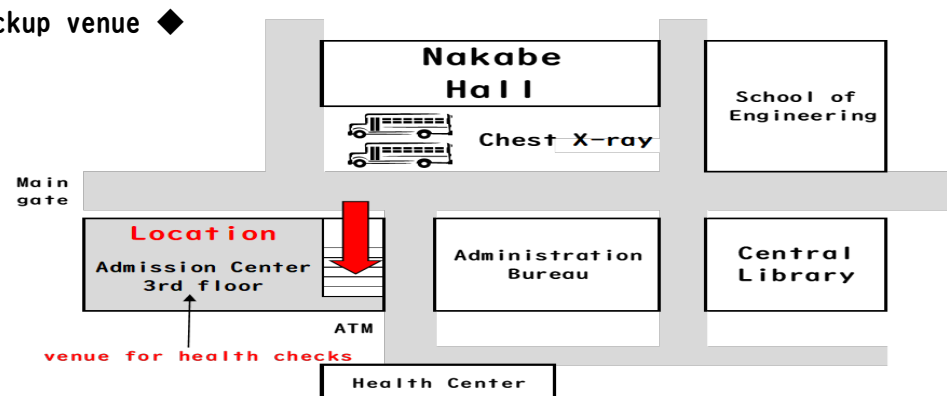 venue ◆
Nakabe
Hall
School of
Engineering
Chest X-ray
Main
gate
Location
Admission Center
3rd floor
Administration
Bureau
Central
Library
ATM
venue for health checks
Health Center